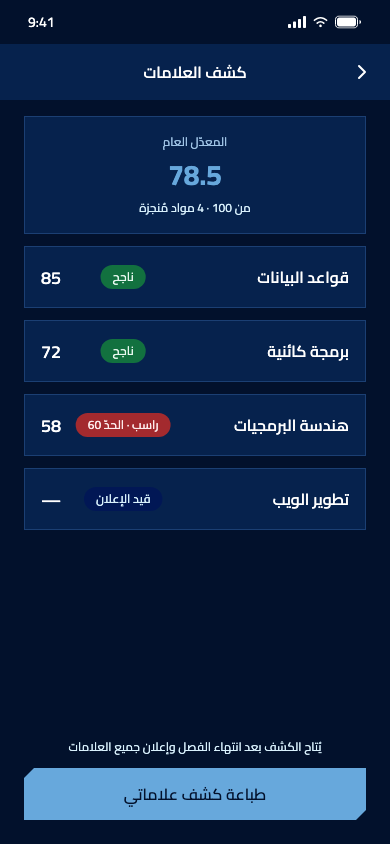 9:41
كشف العلامات
المعدّل العام
78.5
من 100 · 4 مواد مُنجزة
قواعد البيانات ناجح 85
برمجة كائنية ناجح 72
هندسة البرمجيات راسب · الحدّ 60 58
تطوير الويب قيد الإعلان —
يُتاح الكشف بعد انتهاء الفصل وإعلان جميع العلامات
طباعة كشف علاماتي